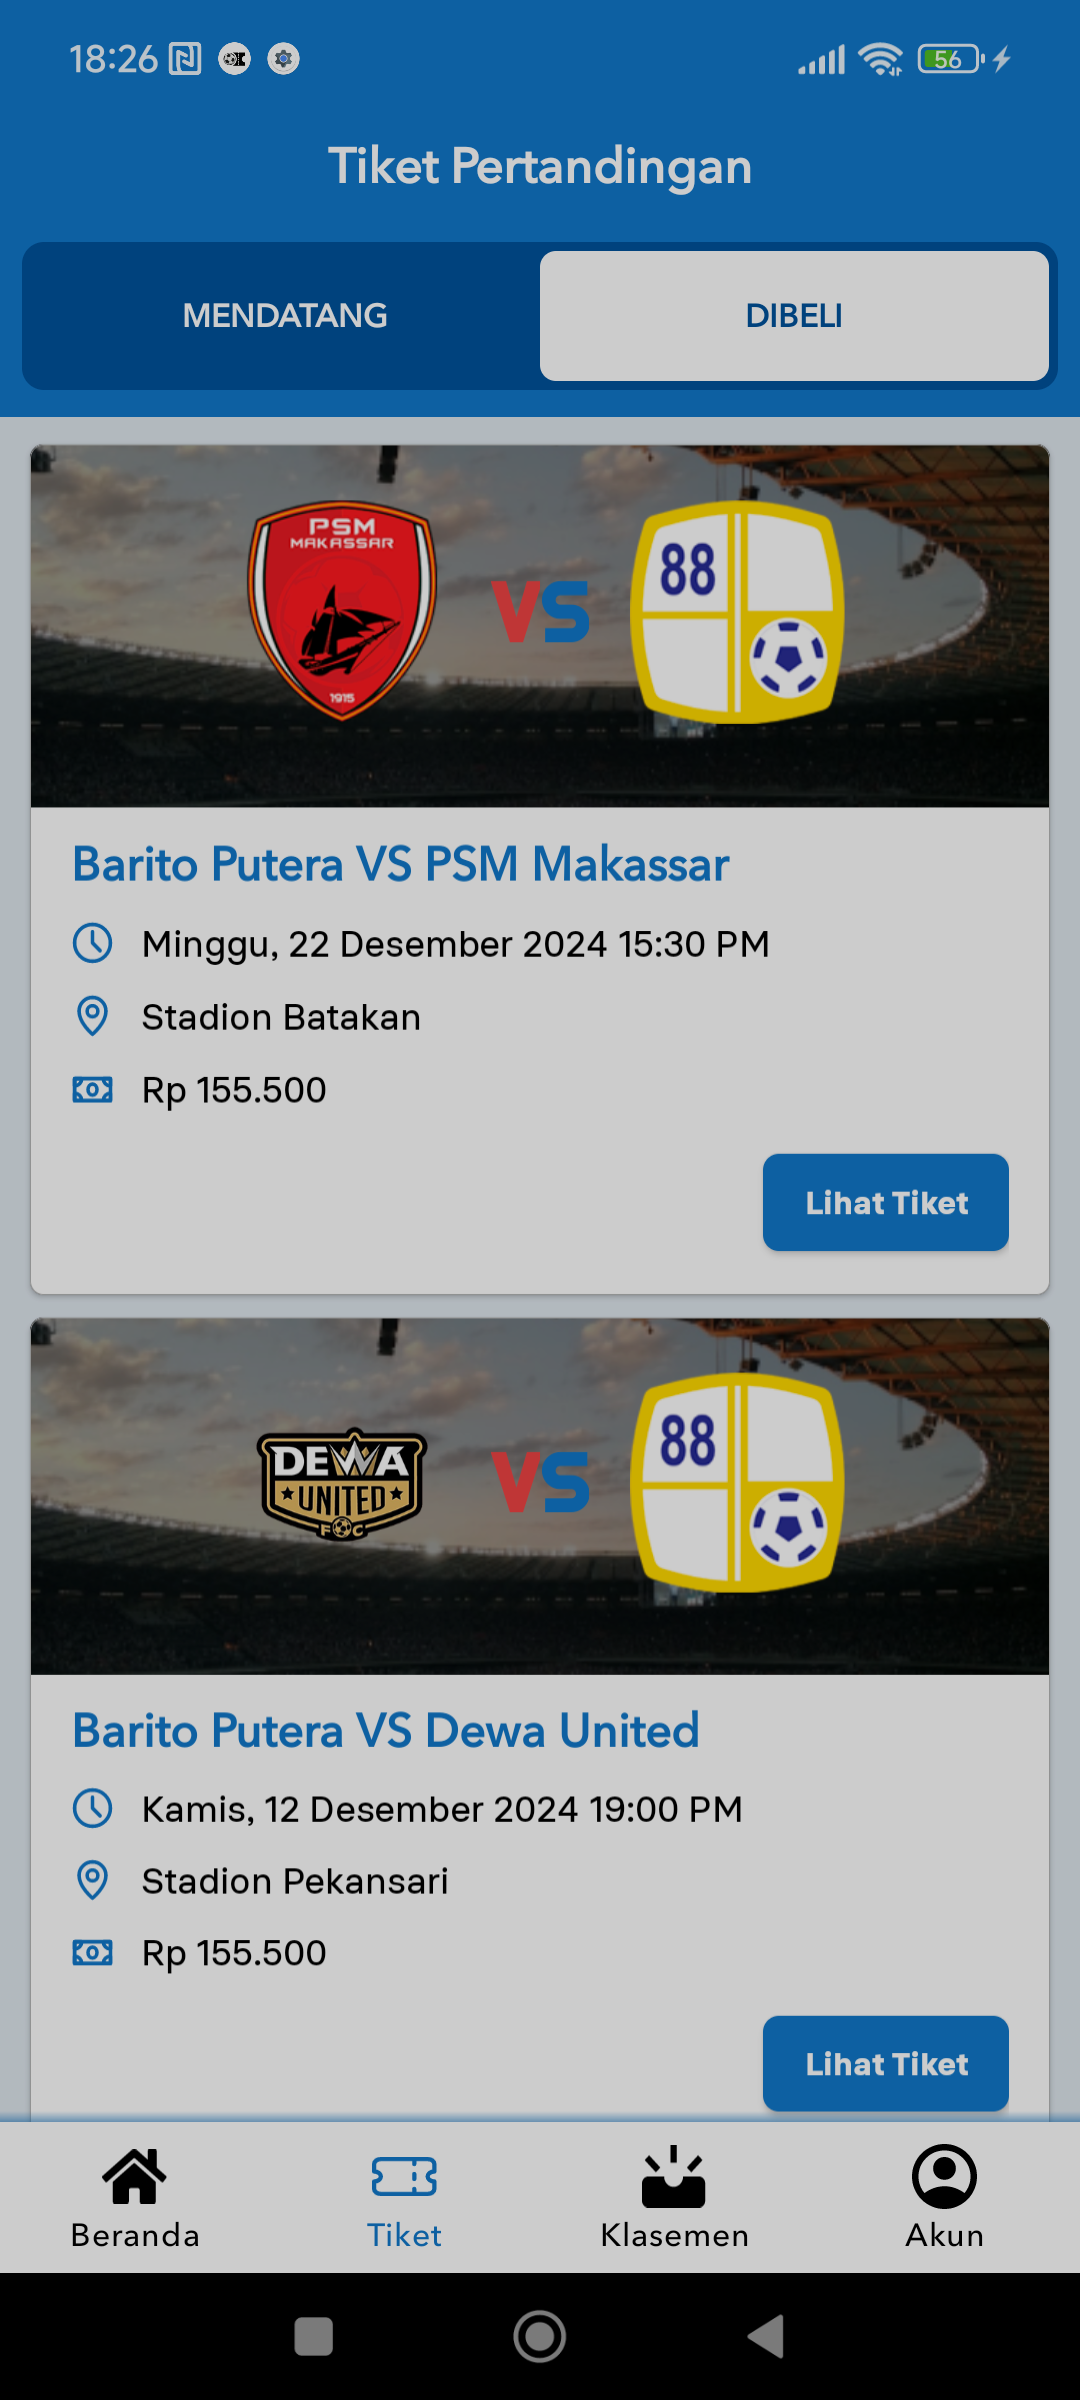 18:26
56
Tiket Pertandingan
MENDATANG
DIBELI
PSM
MAKASSAR
1915
VS
88
Barito Putera VS PSM Makassar
Minggu, 22 Desember 2024 15:30 PM
Stadion Batakan
Rp 155.500
Lihat Tiket
DEWA
UNITED
FC
VS
88
Barito Putera VS Dewa United
Kamis, 12 Desember 2024 19:00 PM
Stadion Pekansari
Rp 155.500
Lihat Tiket
Beranda
Tiket
Klasemen
Akun